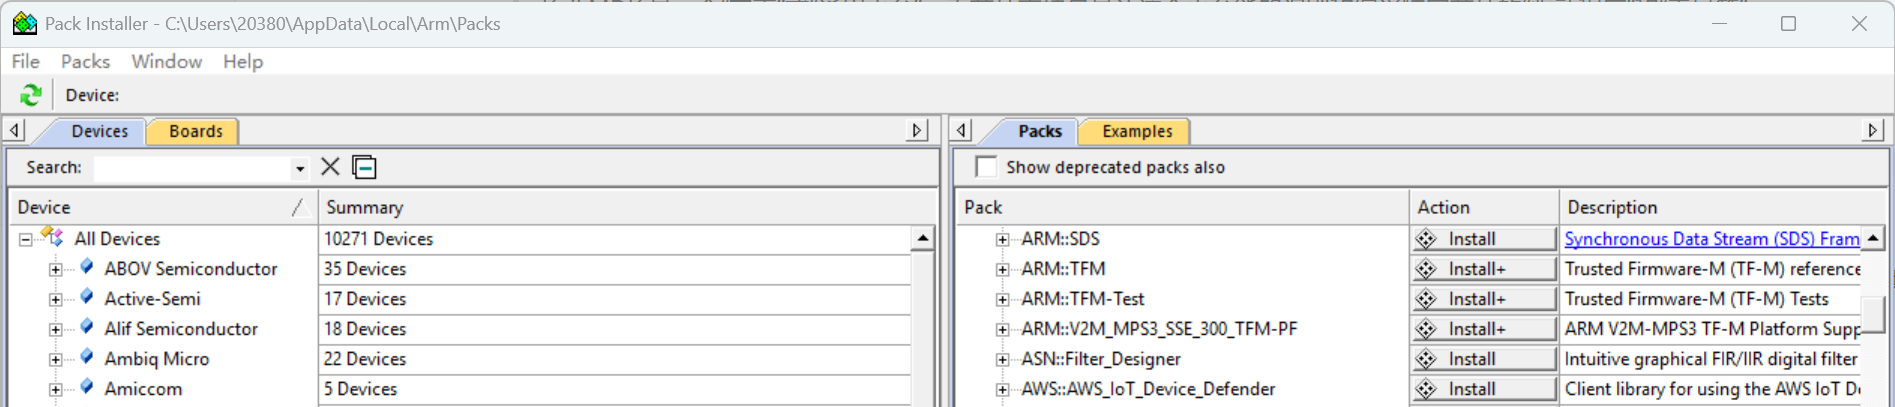 Pack Installer - C:\Users\20380\AppData\Local\Arm\Packs
File Packs Window Help
Device:
Devices Boards
Search:
Device Summary
All Devices 10271 Devices
ABOV Semiconductor 35 Devices
Active-Semi 17 Devices
Alif Semiconductor 18 Devices
Ambiq Micro 22 Devices
Amiccom 5 Devices
Packs Examples
Show deprecated packs also
Pack Action Description
ARM::SDS Install Synchronous Data Stream (SDS) Fram
ARM::TFM Install+ Trusted Firmware-M (TF-M) reference
ARM::TFM-Test Install+ Trusted Firmware-M (TF-M) Tests
ARM::V2M_MPS3_SSE_300_TFM-PF Install+ ARM V2M-MPS3 TF-M Platform Supp
ASN::Filter_Designer Install Intuitive graphical FIR/IIR digital filter
AWS::AWS_IoT_Device_Defender Install Client library for using the AWS IoT D